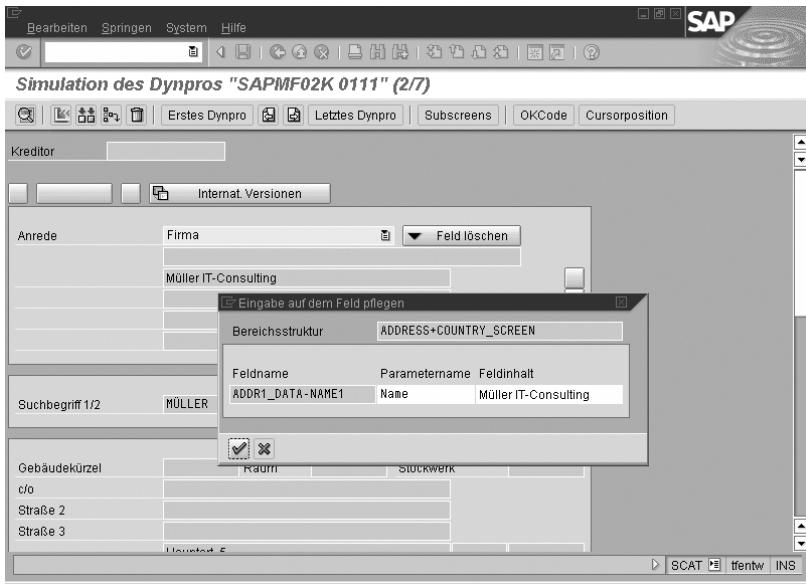 Bearbeiten Springen System Hilfe
SAP
Simulation des Dynpros "SAPMF02K 0111" (2/7)
Erstes Dynpro Letztes Dynpro Subscreens OKCode Cursorposition
Kreditor
Internat. Versionen
Anrede Firma Feld löschen
Müller IT-Consulting
Eingabe auf dem Feld pflegen
Bereichsstruktur ADDRESS+COUNTRY_SCREEN
Feldname Parametername Feldinhalt
ADDR1_DATA-NAME1 Name Müller IT-Consulting
Suchbegriff 1/2 MÜLLER
Gebäudekürzel Raum Stockwerk
c/o
Straße 2
Straße 3
SCAT tfentw INS